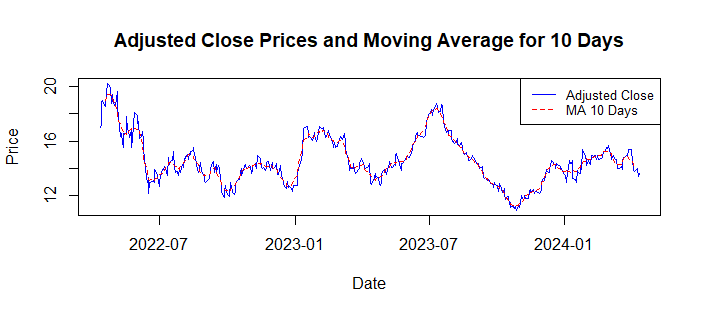 Adjusted Close Prices and Moving Average for 10 Days
Adjusted Close
MA 10 Days
Price
20
16
12
2022-07
2023-01
2023-07
2024-01
Date